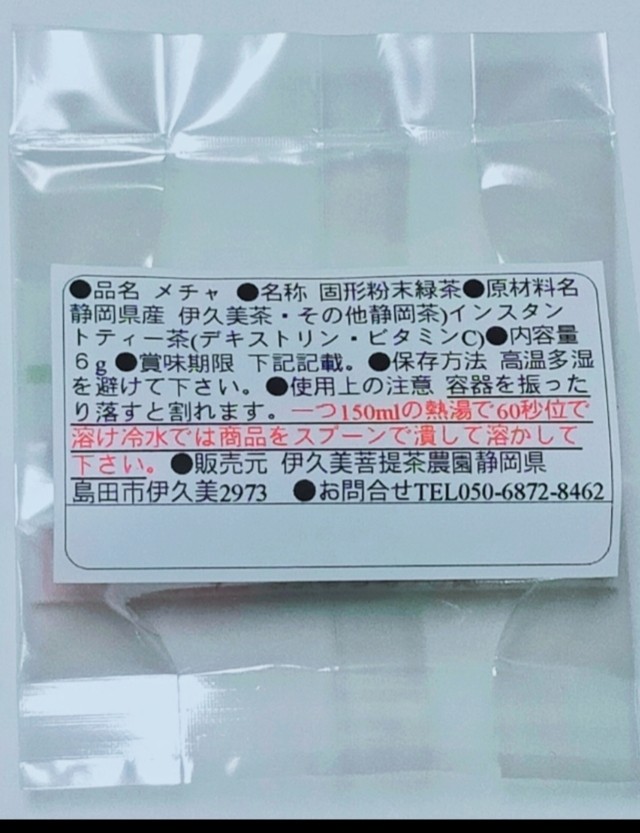 ●品名 メチャ ●名称 固形粉末緑茶●原材料名
静岡県産 伊久美茶・その他静岡茶)インスタン
トティー茶(デキストリン・ビタミンC)●内容量
6g ●賞味期限 下記記載。 ●保存方法 高温多湿
を避けて下さい。 ●使用上の注意 容器を振った
り落すと割れます。一つ150mlの熱湯で60秒位で
溶け冷水では商品をスプーンで潰して溶かして
下さい。 ●販売元 伊久美菩提茶農園静岡県
島田市伊久美2973 ●お問合せTEL050-6872-8462